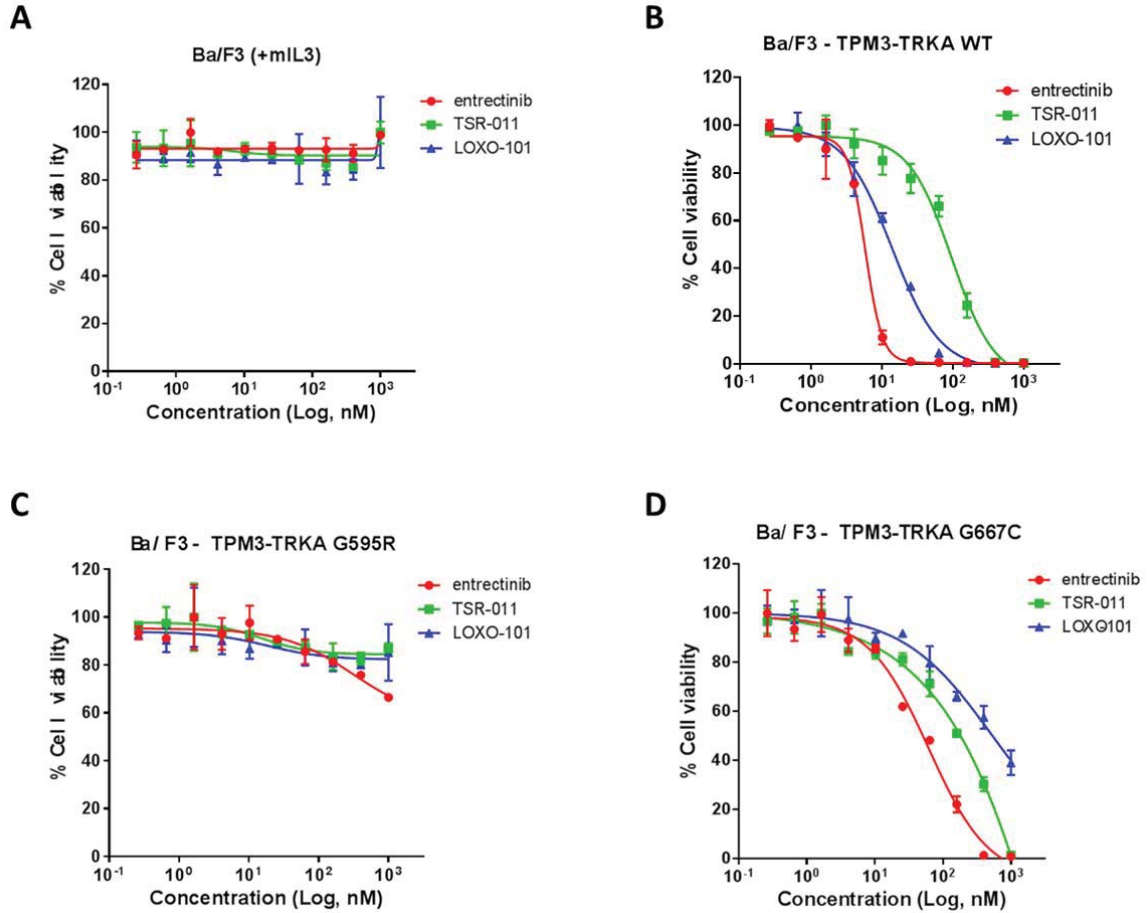 A
Ba/F3 (+mIL3)
120
100
80
60
40
20
0
% Cell viability
10-1 10⁰ 10¹ 10² 10³
Concentration (Log, nM)
entrectinib
TSR-011
LOXO-101
B
Ba/F3 - TPM3-TRKA WT
120
100
80
60
40
20
0
% Cell viability
10-1 10⁰ 10¹ 10² 10³
Concentration (Log, nM)
entrectinib
TSR-011
LOXO-101
C
Ba/ F3 - TPM3-TRKA G595R
120
100
80
60
40
20
0
% Cell viability
10-1 10⁰ 10¹ 10² 10³
Concentration (Log, nM)
entrectinib
TSR-011
LOXO-101
D
Ba/ F3 - TPM3-TRKA G667C
120
100
80
60
40
20
0
% Cell viability
10-1 10⁰ 10¹ 10² 10³
Concentration (Log, nM)
entrectinib
TSR-011
LOXO101